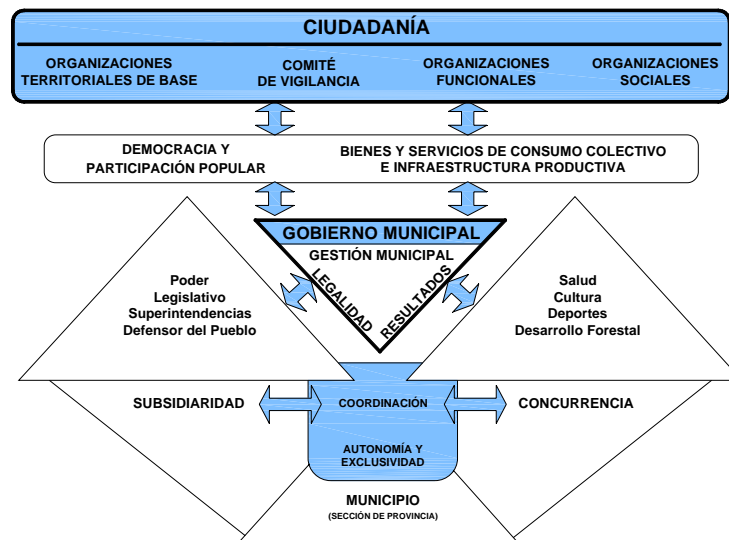 CIUDADANÍA
ORGANIZACIONES
TERRITORIALES DE BASE
COMITÉ
DE VIGILANCIA
ORGANIZACIONES
FUNCIONALES
ORGANIZACIONES
SOCIALES
DEMOCRACIA Y
PARTICIPACIÓN POPULAR
BIENES Y SERVICIOS DE CONSUMO COLECTIVO
E INFRAESTRUCTURA PRODUCTIVA
GOBIERNO MUNICIPAL
GESTIÓN MUNICIPAL
LEGALIDAD
RESULTADOS
Poder
Legislativo
Superintendencias
Defensor del Pueblo
Salud
Cultura
Deportes
Desarrollo Forestal
SUBSIDIARIDAD
COORDINACIÓN
CONCURRENCIA
AUTONOMÍA Y
EXCLUSIVIDAD
MUNICIPIO
(SECCIÓN DE PROVINCIA)